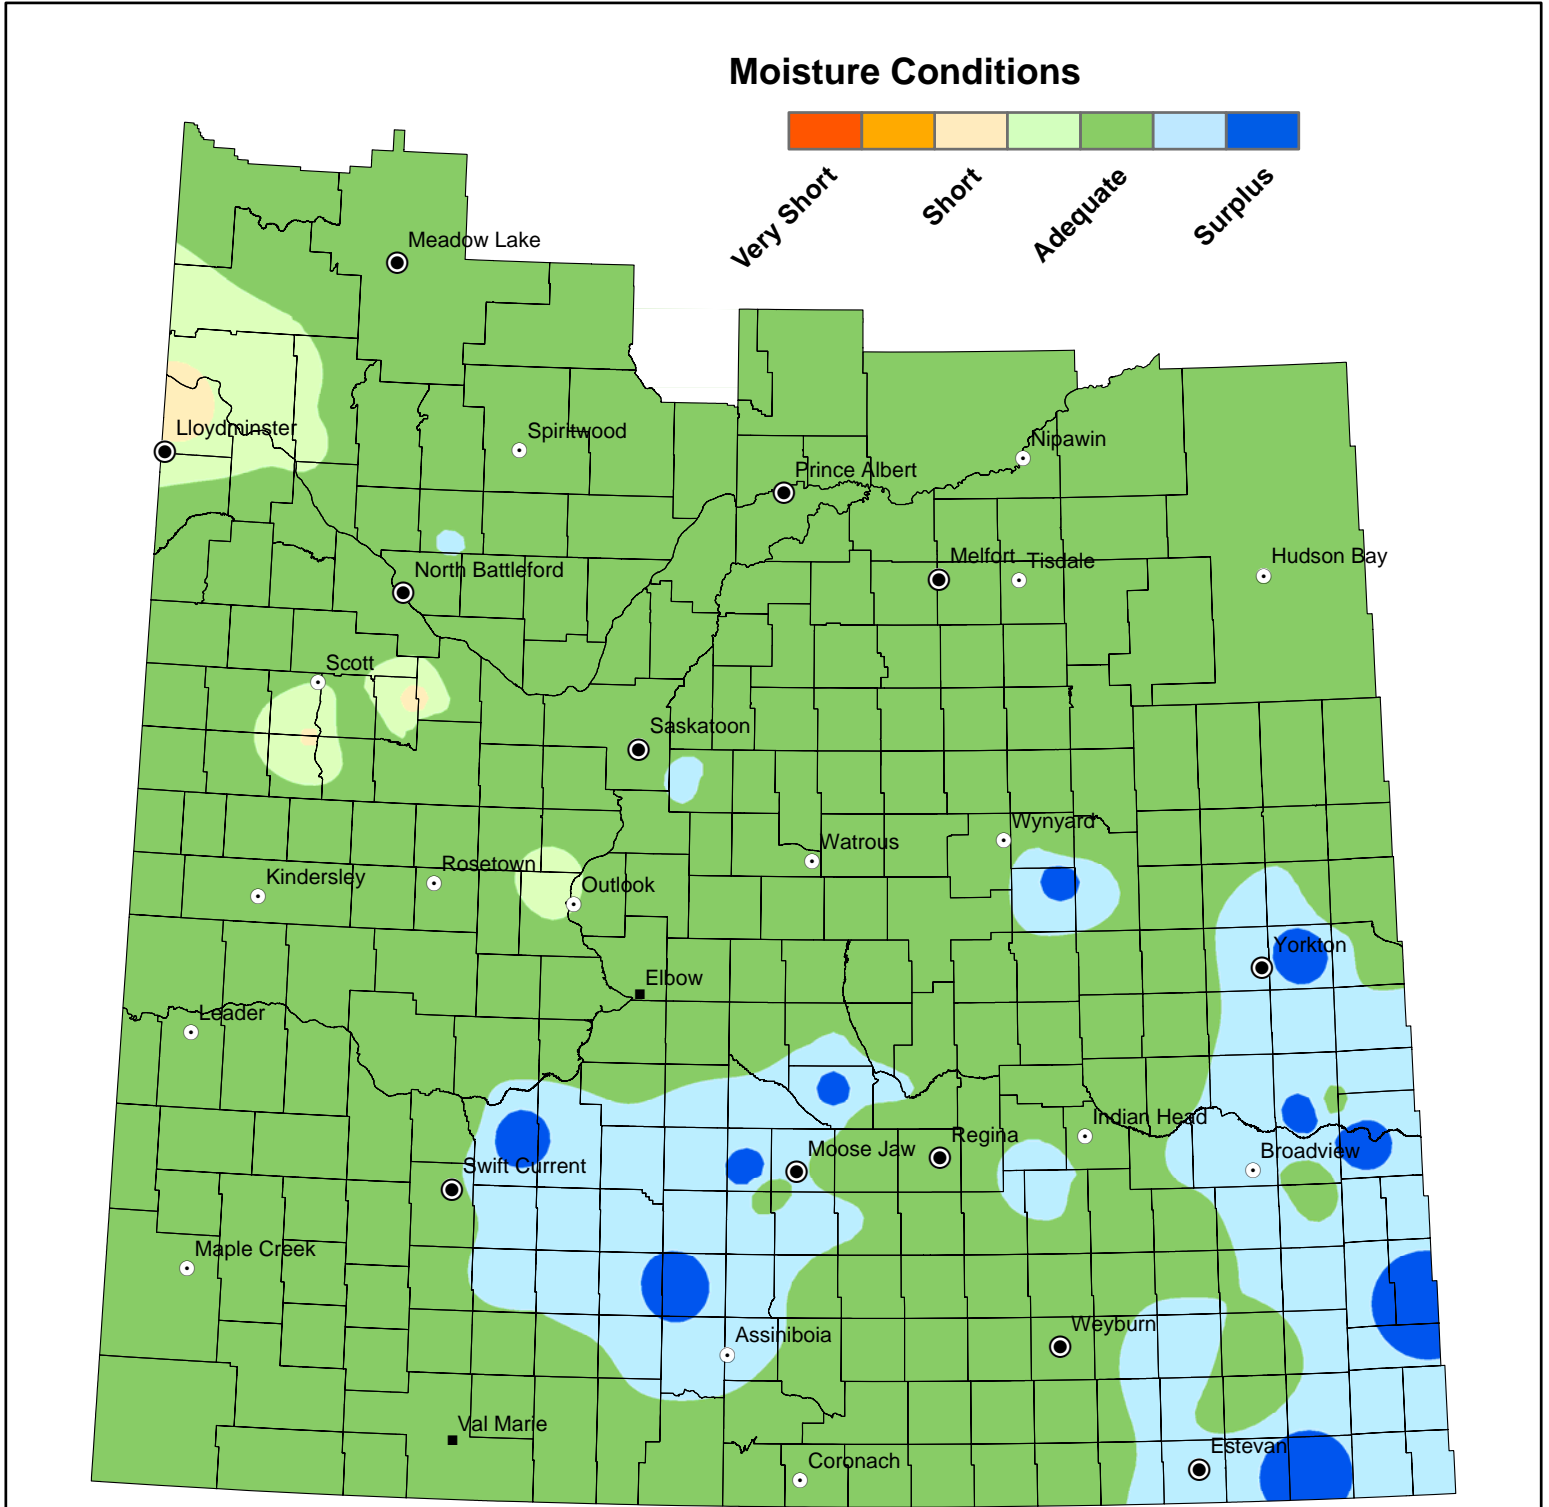 Moisture Conditions
Very Short
Short
Adequate
Surplus
Meadow Lake
Lloydminster
Spiritwood
Nipawin
Prince Albert
Melfort
Tisdale
Hudson Bay
North Battleford
Scott
Saskatoon
Wynyard
Watrous
Rosetown
Kindersley
Outlook
Yorkton
Elbow
Leader
Indian Head
Regina
Moose Jaw
Broadview
Swift Current
Maple Creek
Weyburn
Assiniboia
Val Marie
Estevan
Coronach